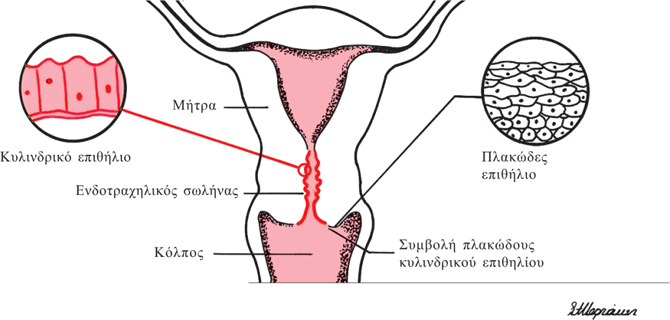 Μήτρα
Κυλινδρικό επιθήλιο
Πλακώδες
επιθήλιο
Ενδοτραχηλικός σωλήνας
Κόλπος
Συμβολή πλακώδους
κυλινδρικού επιθηλίου